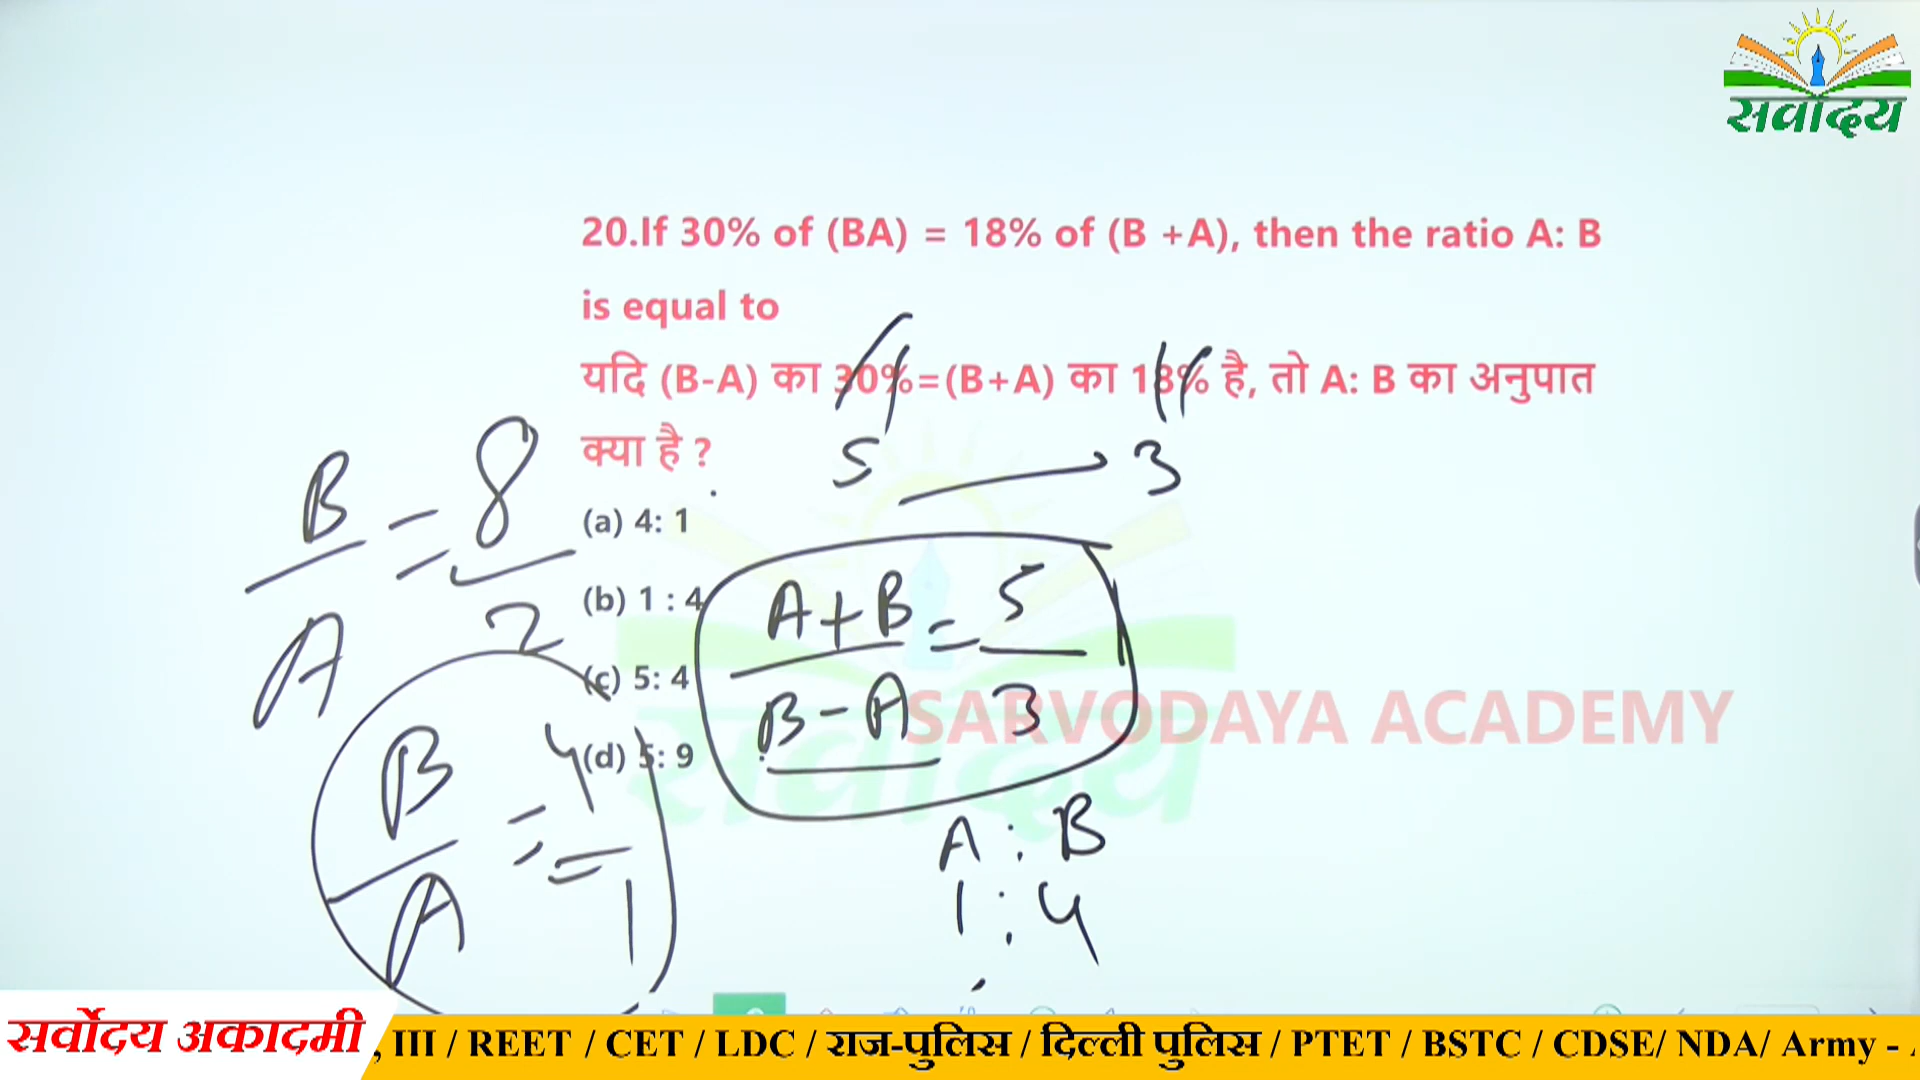 सर्वोदय
20.If 30% of (BA) = 18% of (B +A), then the ratio A: B
is equal to
यदि (B-A) का 30%=(B+A) का 18% है, तो A: B का अनुपात
क्या है ?
5 3
B = 8
A 2
(a) 4: 1
(b) 1 : 4
(c) 5: 4
(d) 5: 9
A+B = 5
B-A 3
SARVODAYA ACADEMY
सर्वोदय
B = 4
A 1
A : B
1 : 4
सर्वोदय अकादमी
, III / REET / CET / LDC / राज-पुलिस / दिल्ली पुलिस / PTET / BSTC / CDSE/ NDA/ Army -